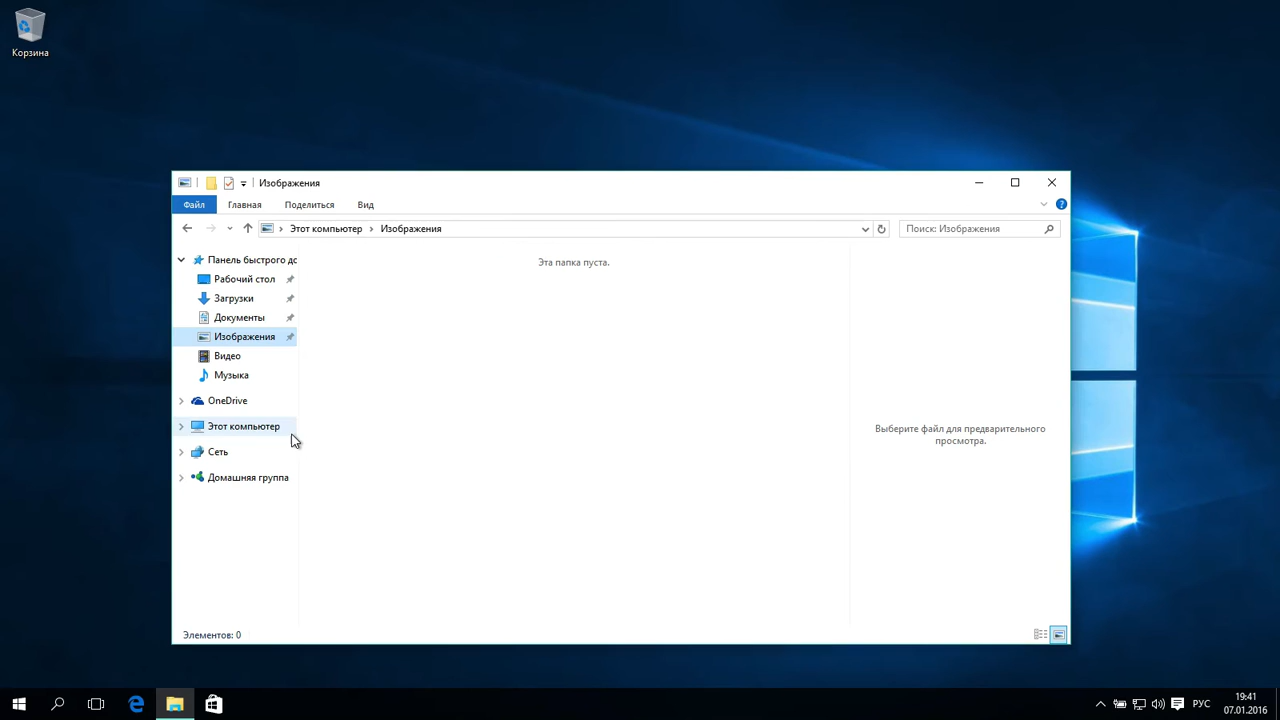 Корзина
Изображения
Файл Главная Поделиться Вид
Этот компьютер Изображения Поиск: Изображения
Панель быстрого дс
Эта папка пуста.
Рабочий стол
Загрузки
Документы
Изображения
Видео
Музыка
OneDrive
Этот компьютер
Сеть
Домашняя группа
Выберите файл для предварительного
просмотра.
Элементов: 0
РУС
19:41
07.01.2016